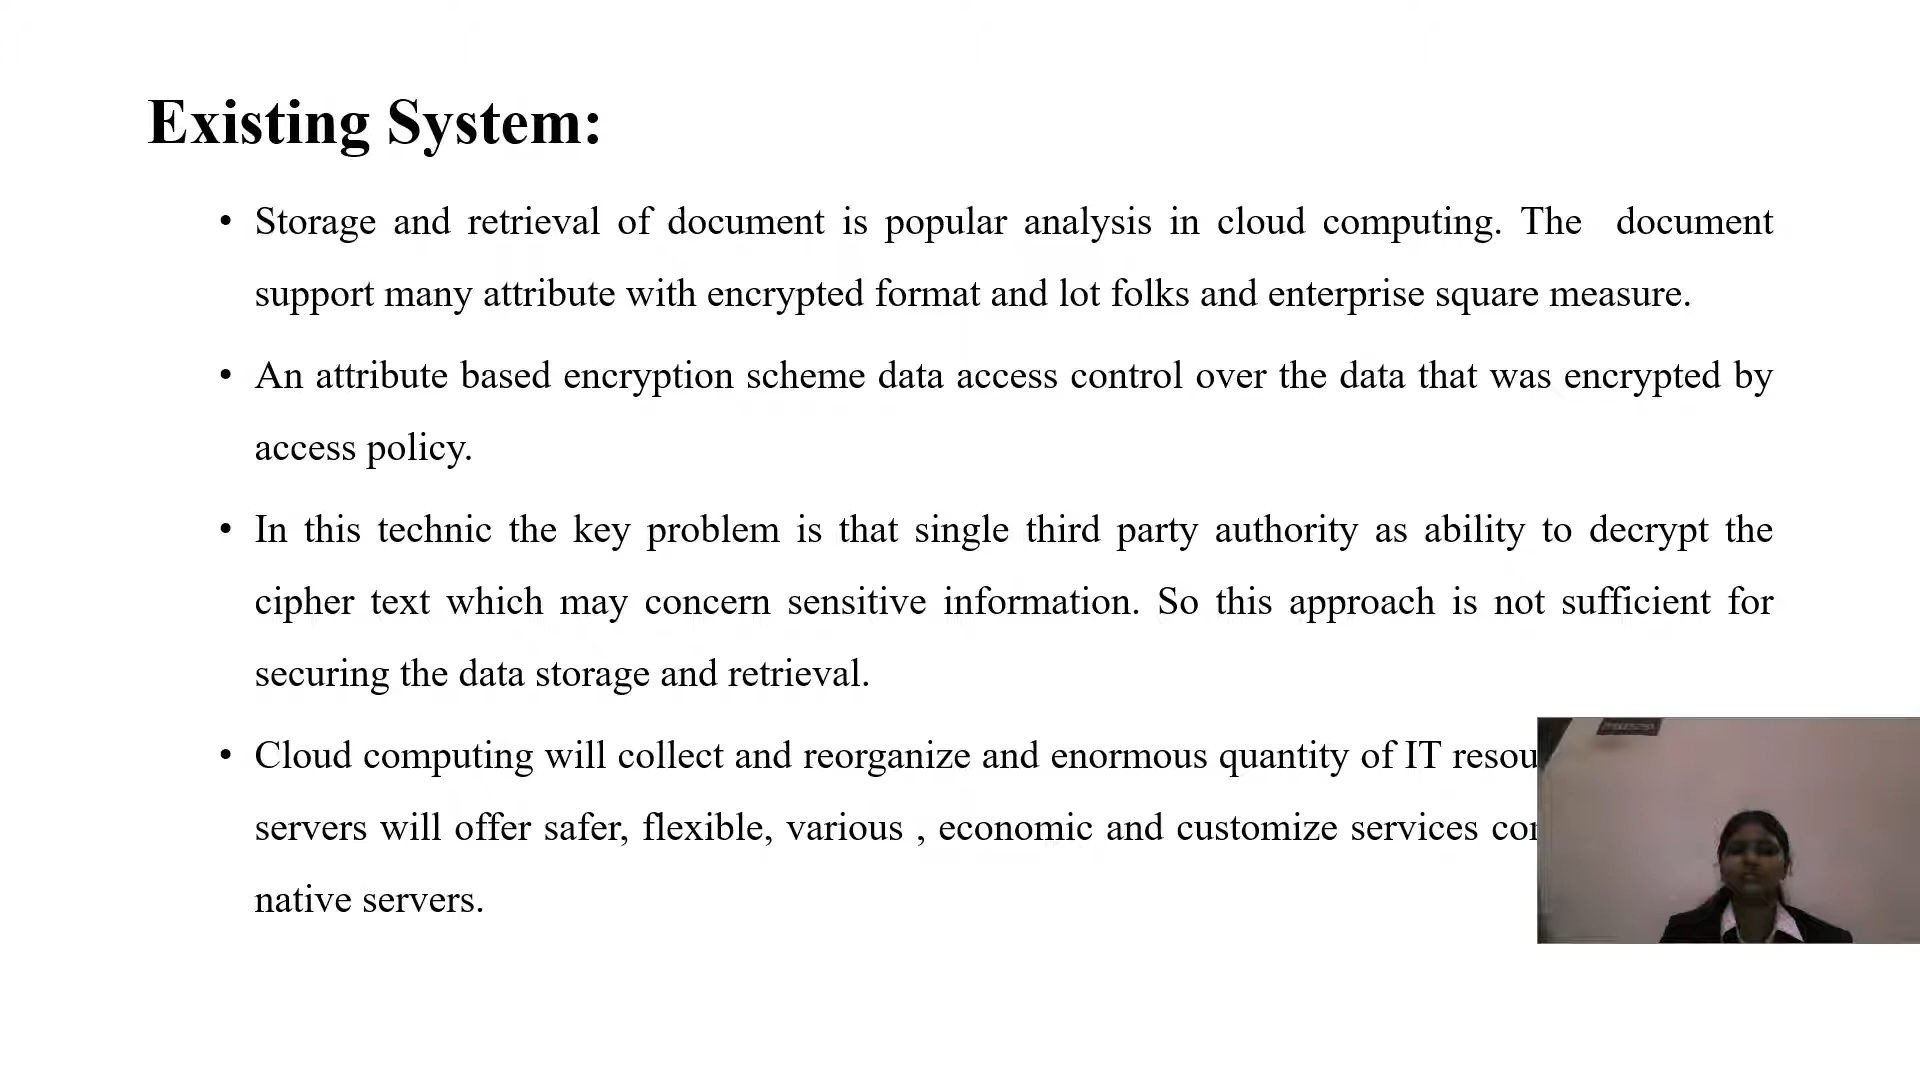 Existing System:
• Storage and retrieval of document is popular analysis in cloud computing. The document
support many attribute with encrypted format and lot folks and enterprise square measure.
• An attribute based encryption scheme data access control over the data that was encrypted by
access policy.
• In this technic the key problem is that single third party authority as ability to decrypt the
cipher text which may concern sensitive information. So this approach is not sufficient for
securing the data storage and retrieval.
• Cloud computing will collect and reorganize and enormous quantity of IT
servers will offer safer, flexible, various , economic and customize services
native servers.